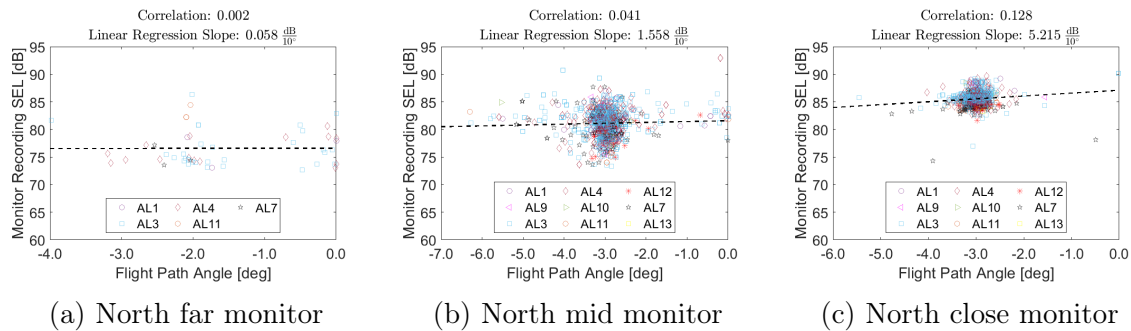 Correlation: 0.002
Linear Regression Slope: 0.058 dB/10°
Monitor Recording SEL [dB]
95
90
85
80
75
70
65
60
AL1 AL4 AL7
AL3 AL11
-4.0 -3.0 -2.0 -1.0 0.0
Flight Path Angle [deg]
(a) North far monitor
Correlation: 0.041
Linear Regression Slope: 1.558 dB/10°
Monitor Recording SEL [dB]
95
90
85
80
75
70
65
60
AL1 AL4 AL12
AL9 AL10 AL7
AL3 AL11 AL13
-7.0 -6.0 -5.0 -4.0 -3.0 -2.0 -1.0 0.0
Flight Path Angle [deg]
(b) North mid monitor
Correlation: 0.128
Linear Regression Slope: 5.215 dB/10°
Monitor Recording SEL [dB]
95
90
85
80
75
70
65
60
AL1 AL4 AL12
AL9 AL10 AL7
AL3 AL11 AL13
-6.0 -5.0 -4.0 -3.0 -2.0 -1.0 0.0
Flight Path Angle [deg]
(c) North close monitor